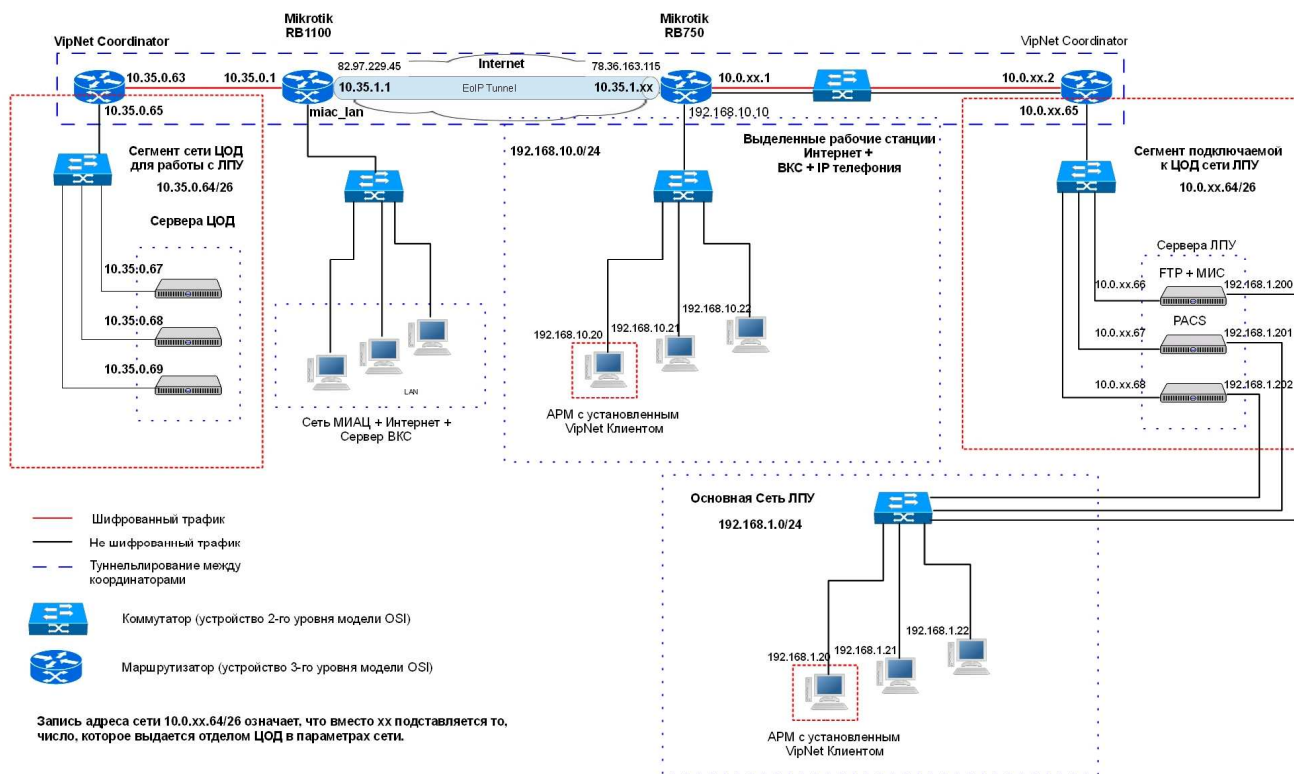 Mikrotik
RB1100
Mikrotik
RB750
VipNet Coordinator
VipNet Coordinator
82.97.229.45
Internet
78.36.163.115
10.35.0.63
10.35.0.1
10.35.1.1
EoIP Tunnel
10.35.1.xx
10.0.xx.1
10.0.xx.2
10.35.0.65
miac_lan
192.168.10.10
10.0.xx.65
Сегмент сети ЦОД
для работы с ЛПУ
10.35.0.64/26
192.168.10.0/24
Выделенные рабочие станции
Интернет +
ВКС + IP телефония
Сегмент подключаемой
к ЦОД сети ЛПУ
10.0.xx.64/26
Сервера ЦОД
10.35.0.67
10.35.0.68
10.35.0.69
Сервера ЛПУ
FTP + МИС
10.0.xx.66
192.168.1.200
PACS
10.0.xx.67
192.168.1.201
10.0.xx.68
192.168.1.202
LAN
Сеть МИАЦ + Интернет +
Сервер ВКС
192.168.10.20
192.168.10.21
192.168.10.22
АРМ с установленным
VipNet Клиентом
Основная Сеть ЛПУ
192.168.1.0/24
192.168.1.20
192.168.1.21
192.168.1.22
АРМ с установленным
VipNet Клиентом
Шифрованный трафик
Не шифрованный трафик
Туннельлирование между
координаторами
Коммутатор (устройство 2-го уровня модели OSI)
Маршрутизатор (устройство 3-го уровня модели OSI)
Запись адреса сети 10.0.xx.64/26 означает, что вместо xx подставляется то,
число, которое выдается отделом ЦОД в параметрах сети.